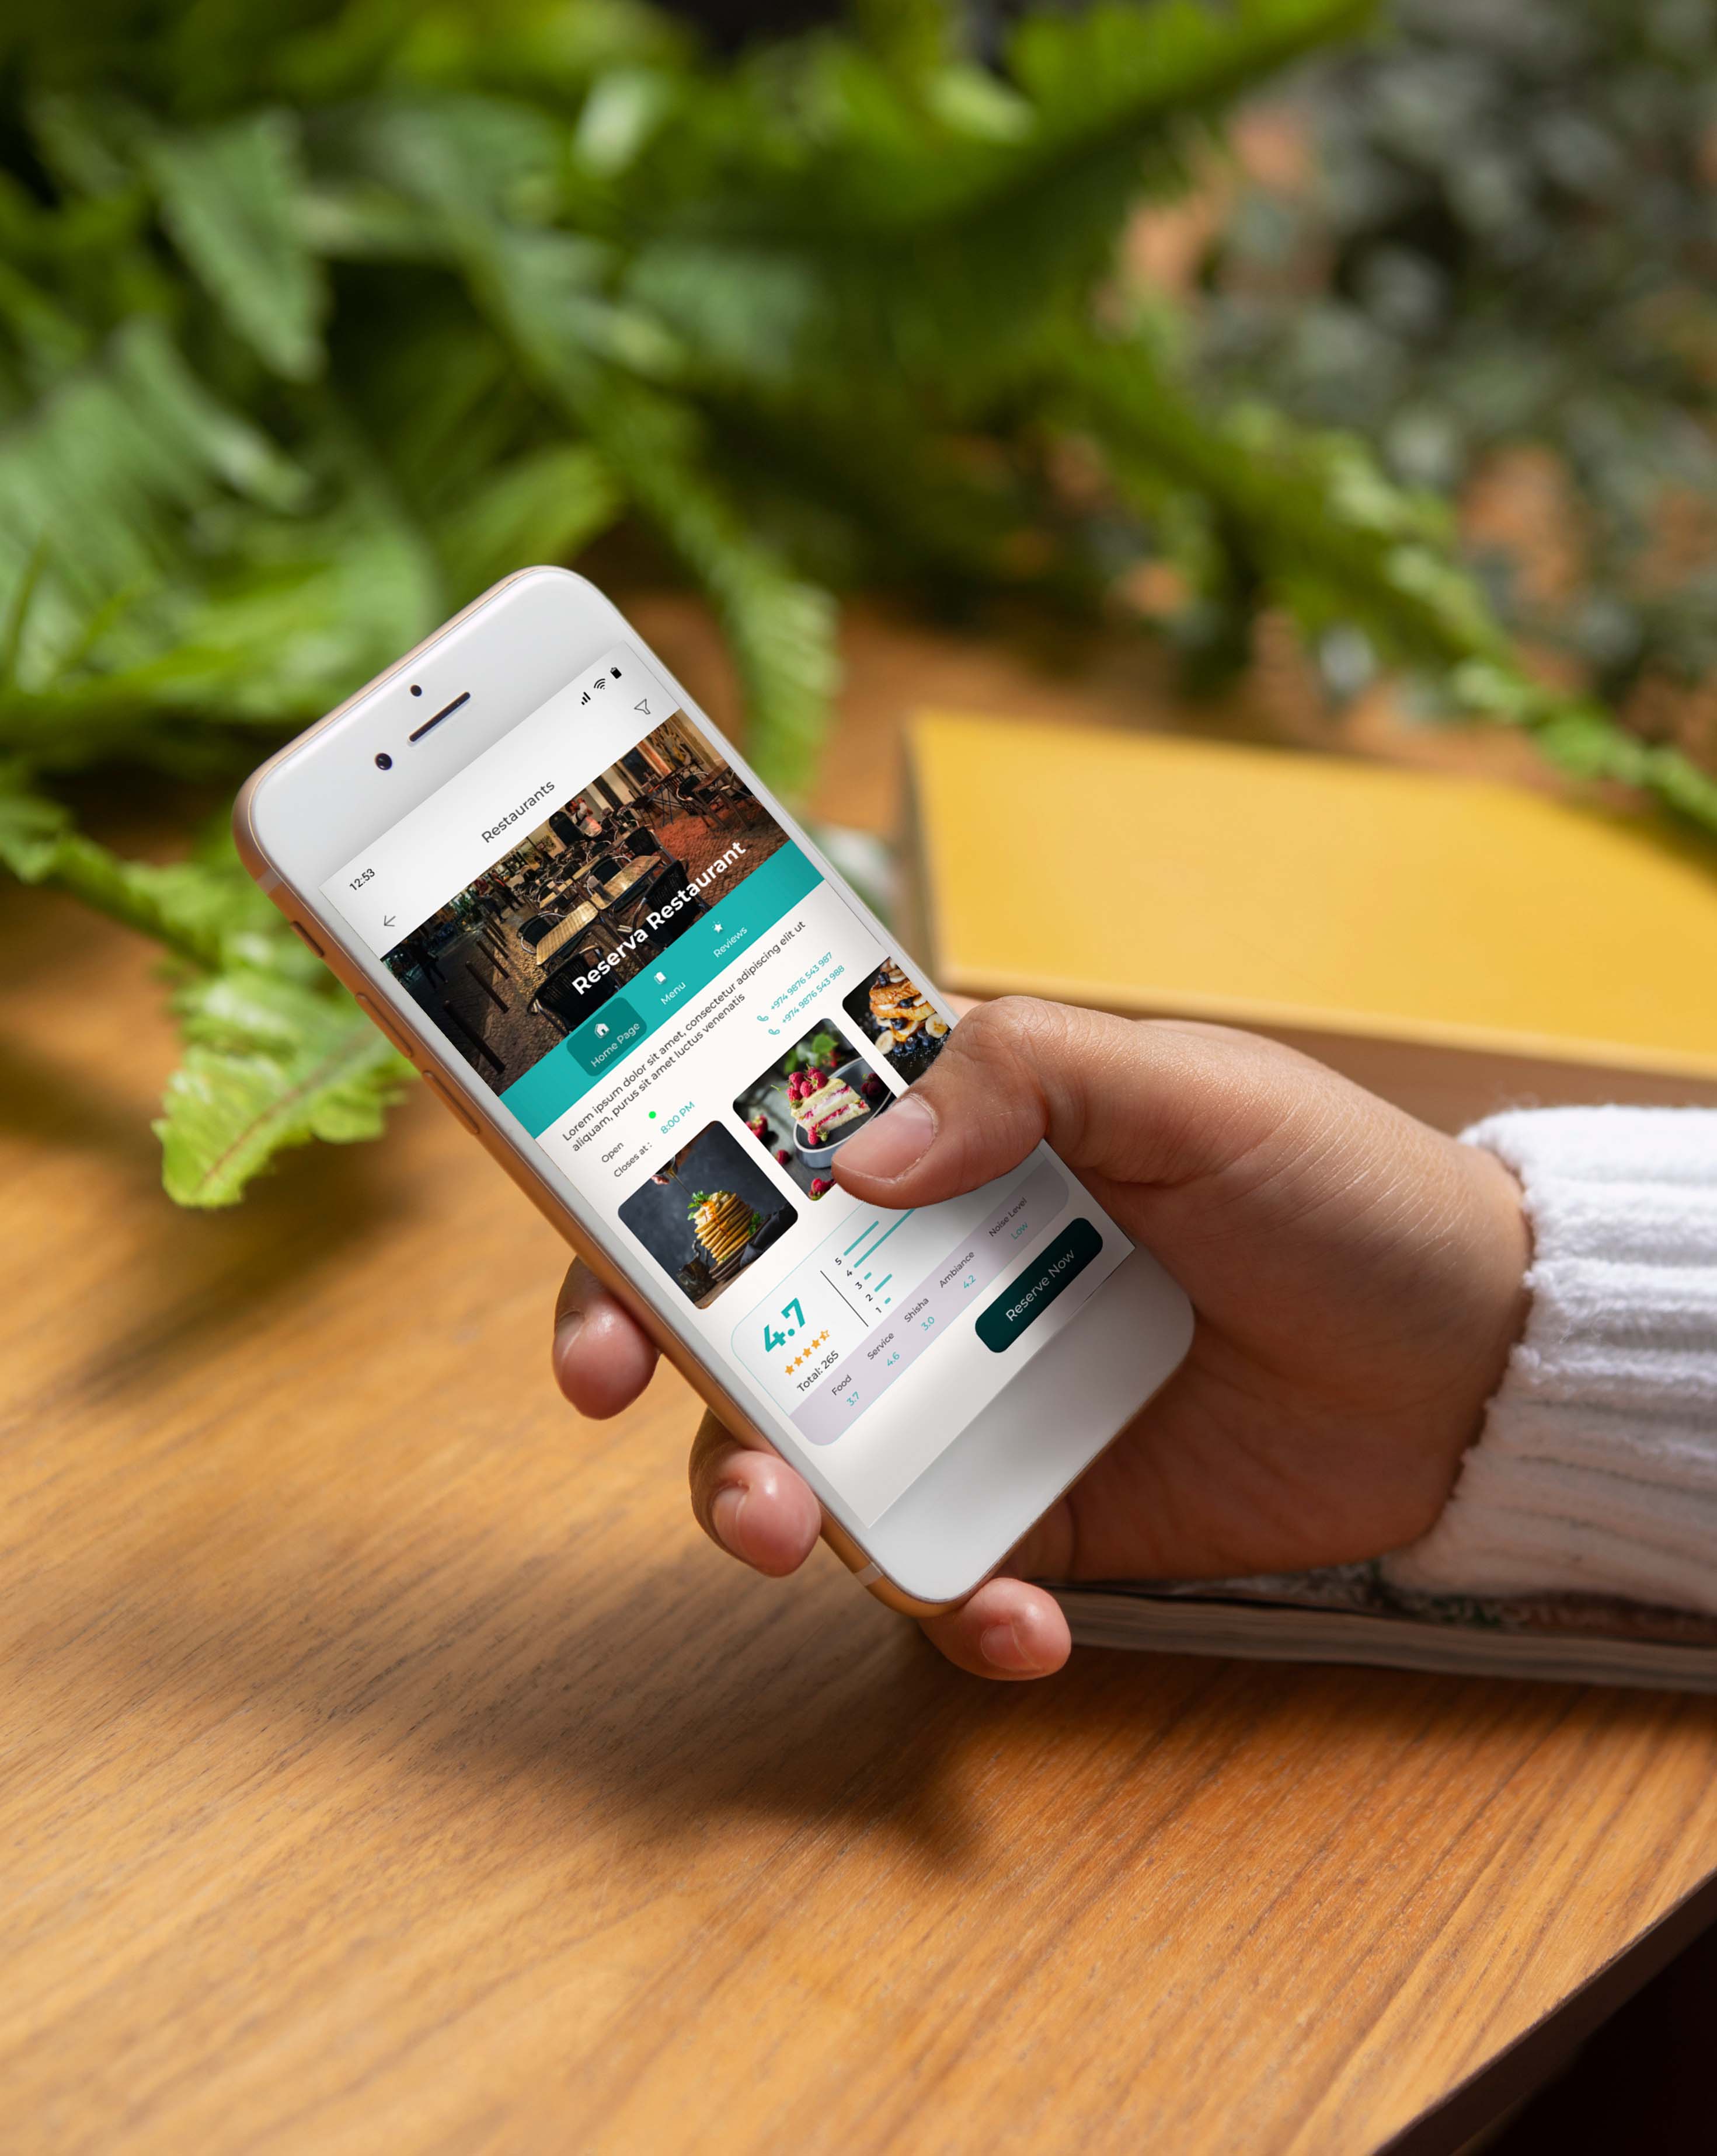 12:53
Restaurants
Reserva Restaurant
Home Page
Menu
Reviews
Lorem ipsum dolor sit amet, consectetur adipiscing elit ut
aliquam, purus sit amet luctus venenatis
Open
Closes at : 8:00 PM
+974 9876 543 987
+974 9876 543 988
4.7
Total: 265
5
4
3
2
1
Food
Service
Shisha
Ambiance
Noise Level
3.7
4.6
3.0
4.2
Low
Reserve Now